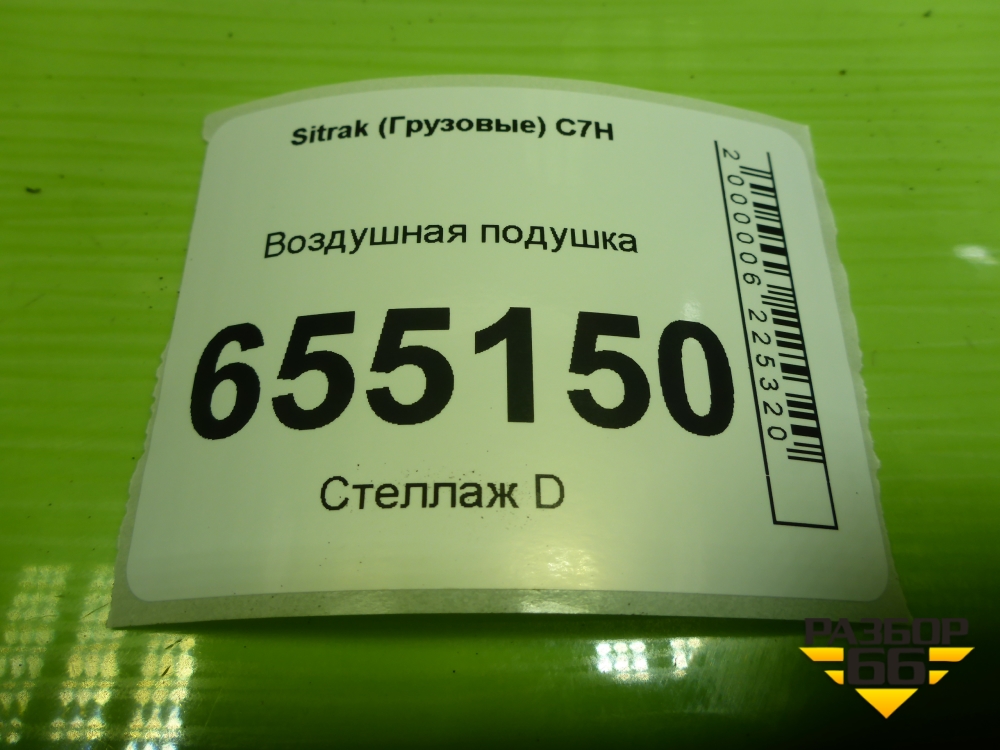 Sitrak (Грузовые) C7H
Воздушная подушка
655150
Стеллаж D
2000006225320
РАЗБОР
66